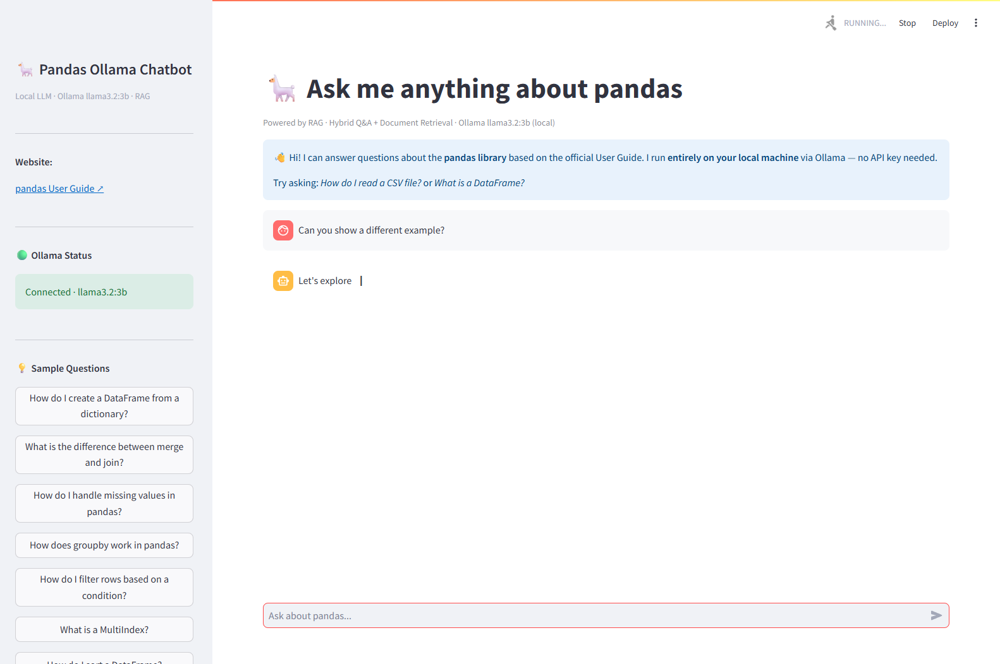 RUNNING...
Stop
Deploy
Pandas Ollama Chatbot
Local LLM · Ollama llama3.2:3b · RAG
Website:
pandas User Guide ↗
Ollama Status
Connected · llama3.2:3b
Sample Questions
How do I create a DataFrame from a
dictionary?
What is the difference between merge
and join?
How do I handle missing values in
pandas?
How does groupby work in pandas?
How do I filter rows based on a
condition?
What is a MultiIndex?
How do I sort a DataFrame?
Ask me anything about pandas
Powered by RAG · Hybrid Q&A + Document Retrieval · Ollama llama3.2:3b (local)
👋 Hi! I can answer questions about the pandas library based on the official User Guide. I run entirely on your local machine via Ollama — no API key needed.
Try asking: How do I read a CSV file? or What is a DataFrame?
Can you show a different example?
Let's explore
Ask about pandas...